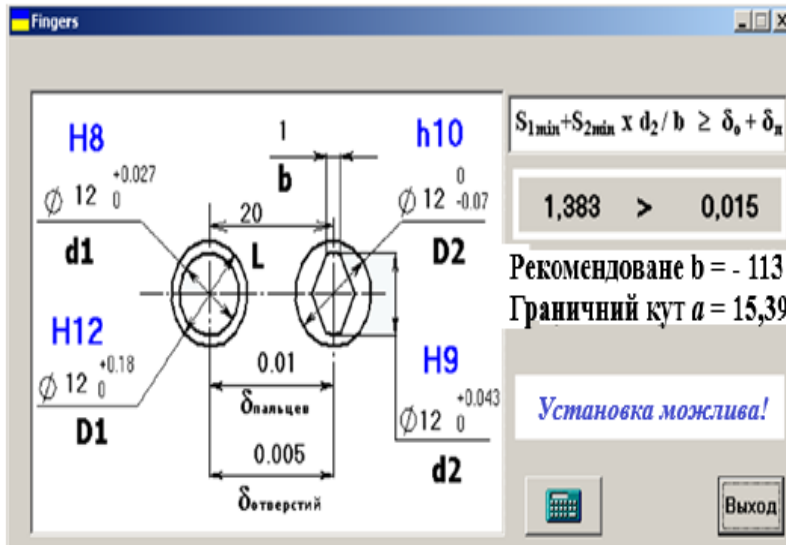 Fingers
H8
1
h10
b
+0.027
Ø 12 0
d1
20
0
Ø 12 -0.07
D2
L
H12
+0.18
Ø 12 0
D1
0.01
δпальцев
H9
+0.043
Ø12 0
d2
0.005
δотверстий
S1min+S2min x d2 / b ≥ δo + δп
1,383 > 0,015
Рекомендоване b = - 113
Граничний кут a = 15,39
Установка можлива!
Выход